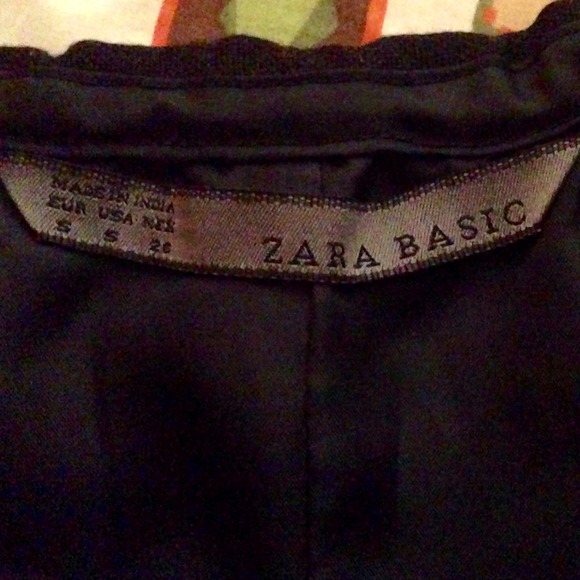 MADE IN INDIA
EUR USA MEX
S S 26
ZARA BASIC